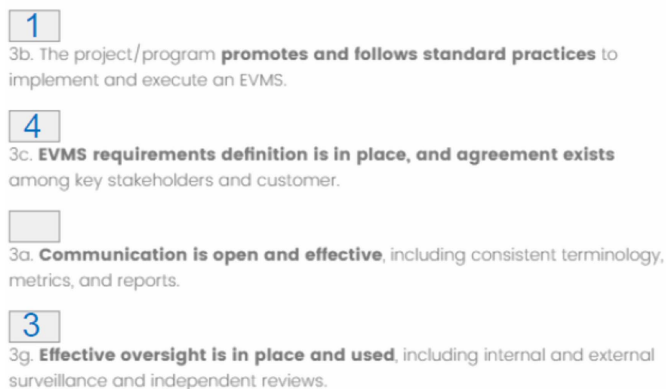 1
3b. The project/program promotes and follows standard practices to
implement and execute an EVMS.
4
3c. EVMS requirements definition is in place, and agreement exists
among key stakeholders and customer.
3a. Communication is open and effective, including consistent terminology,
metrics, and reports.
3
3g. Effective oversight is in place and used, including internal and external
surveillance and independent reviews.